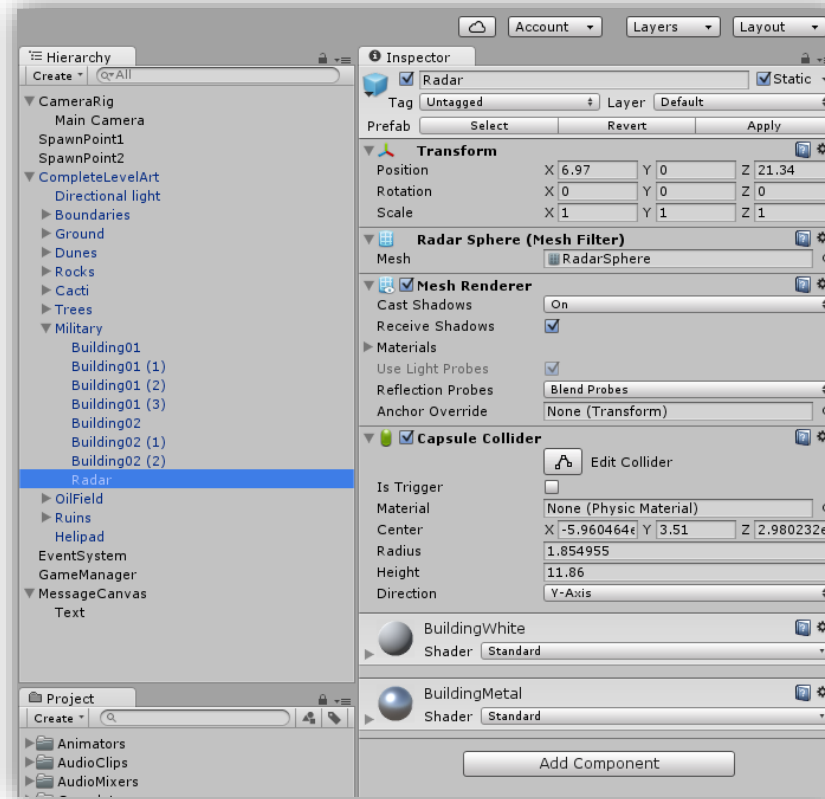 Account
Layers
Layout
Hierarchy
Create
All
CameraRig
Main Camera
SpawnPoint1
SpawnPoint2
CompleteLevelArt
Directional light
Boundaries
Ground
Dunes
Rocks
Cacti
Trees
Military
Building01
Building01 (1)
Building01 (2)
Building01 (3)
Building02
Building02 (1)
Building02 (2)
Radar
OilField
Ruins
Helipad
EventSystem
GameManager
MessageCanvas
Text
Project
Create
Animators
AudioClips
AudioMixers
Inspector
Radar
Static
Tag Untagged Layer Default
Prefab Select Revert Apply
Transform
Position X 6.97 Y 0 Z 21.34
Rotation X 0 Y 0 Z 0
Scale X 1 Y 1 Z 1
Radar Sphere (Mesh Filter)
Mesh RadarSphere
Mesh Renderer
Cast Shadows On
Receive Shadows
Materials
Use Light Probes
Reflection Probes Blend Probes
Anchor Override None (Transform)
Capsule Collider
Edit Collider
Is Trigger
Material None (Physic Material)
Center X -5.960464e Y 3.51 Z 2.980232e
Radius 1.854955
Height 11.86
Direction Y-Axis
BuildingWhite
Shader Standard
BuildingMetal
Shader Standard
Add Component